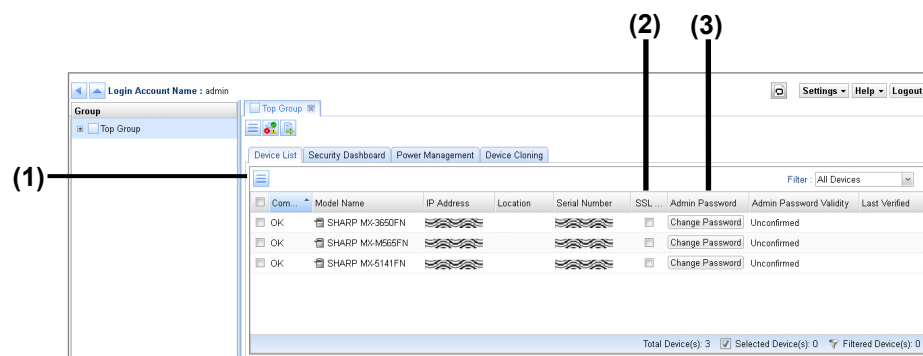 (2) (3)
Login Account Name : admin
Settings Help Logout
Group
Top Group
Top Group
Device List Security Dashboard Power Management Device Cloning
(1)
Filter : All Devices
Com... Model Name IP Address Location Serial Number SSL ... Admin Password Admin Password Validity Last Verified
OK SHARP MX-3650FN Change Password Unconfirmed
OK SHARP MX-M565FN Change Password Unconfirmed
OK SHARP MX-5141FN Change Password Unconfirmed
Total Device(s): 3 Selected Device(s): 0 Filtered Device(s): 0